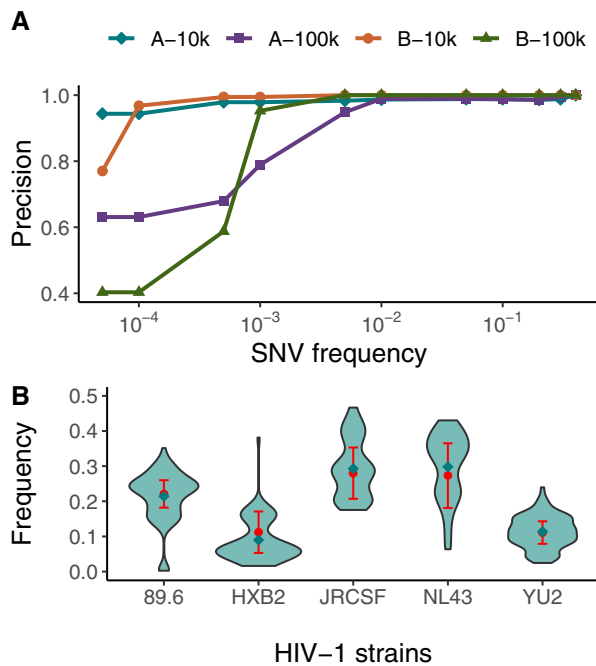 A
A−10k A−100k B−10k B−100k
1.0
0.8
0.6
0.4
Precision
10−4 10−3 10−2 10−1
SNV frequency
B
0.5
0.4
0.3
0.2
0.1
0.0
Frequency
89.6 HXB2 JRCSF NL43 YU2
HIV−1 strains